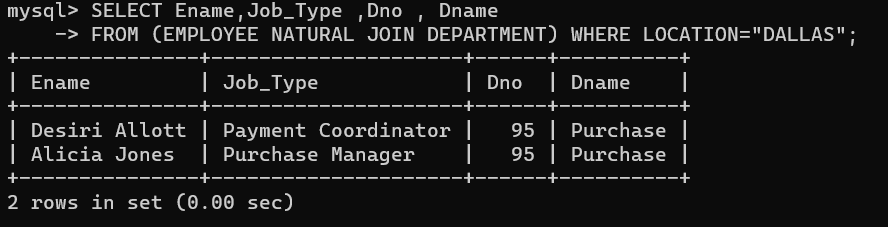 mysql> SELECT Ename,Job_Type ,Dno , Dname
    -> FROM (EMPLOYEE NATURAL JOIN DEPARTMENT) WHERE LOCATION="DALLAS";
+---------------+---------------------+------+----------+
| Ename         | Job_Type            | Dno  | Dname    |
+---------------+---------------------+------+----------+
| Desiri Allott | Payment Coordinator |   95 | Purchase |
| Alicia Jones  | Purchase Manager    |   95 | Purchase |
+---------------+---------------------+------+----------+
2 rows in set (0.00 sec)